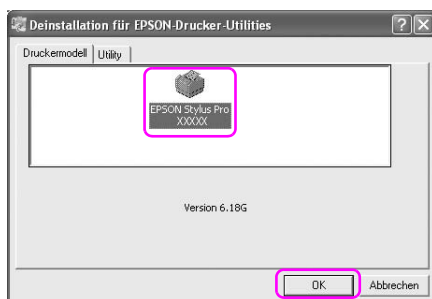 Deinstallation für EPSON-Drucker-Utilities
Druckermodell Utility
EPSON Stylus Pro
XXXXX
Version 6.18G
OK Abbrechen